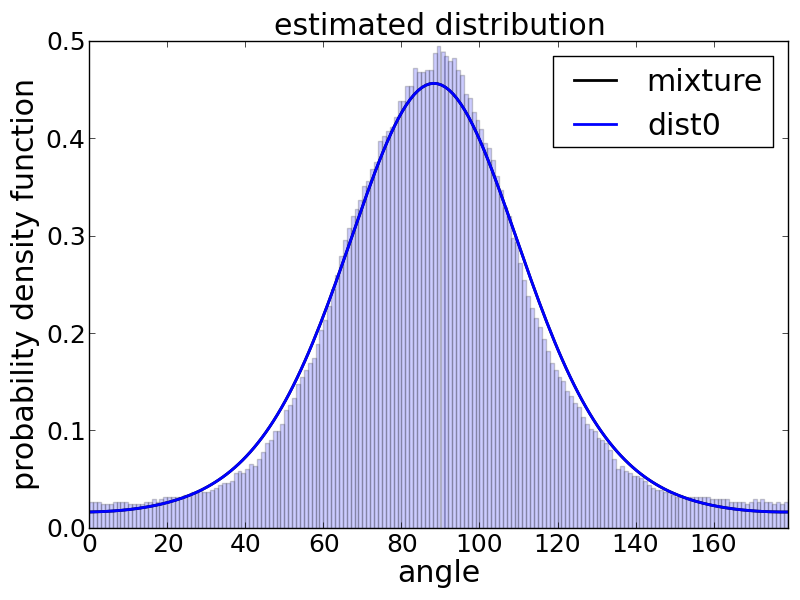 estimated distribution
probability density function
0.5
0.4
0.3
0.2
0.1
0.0
mixture
dist0
0 20 40 60 80 100 120 140 160
angle